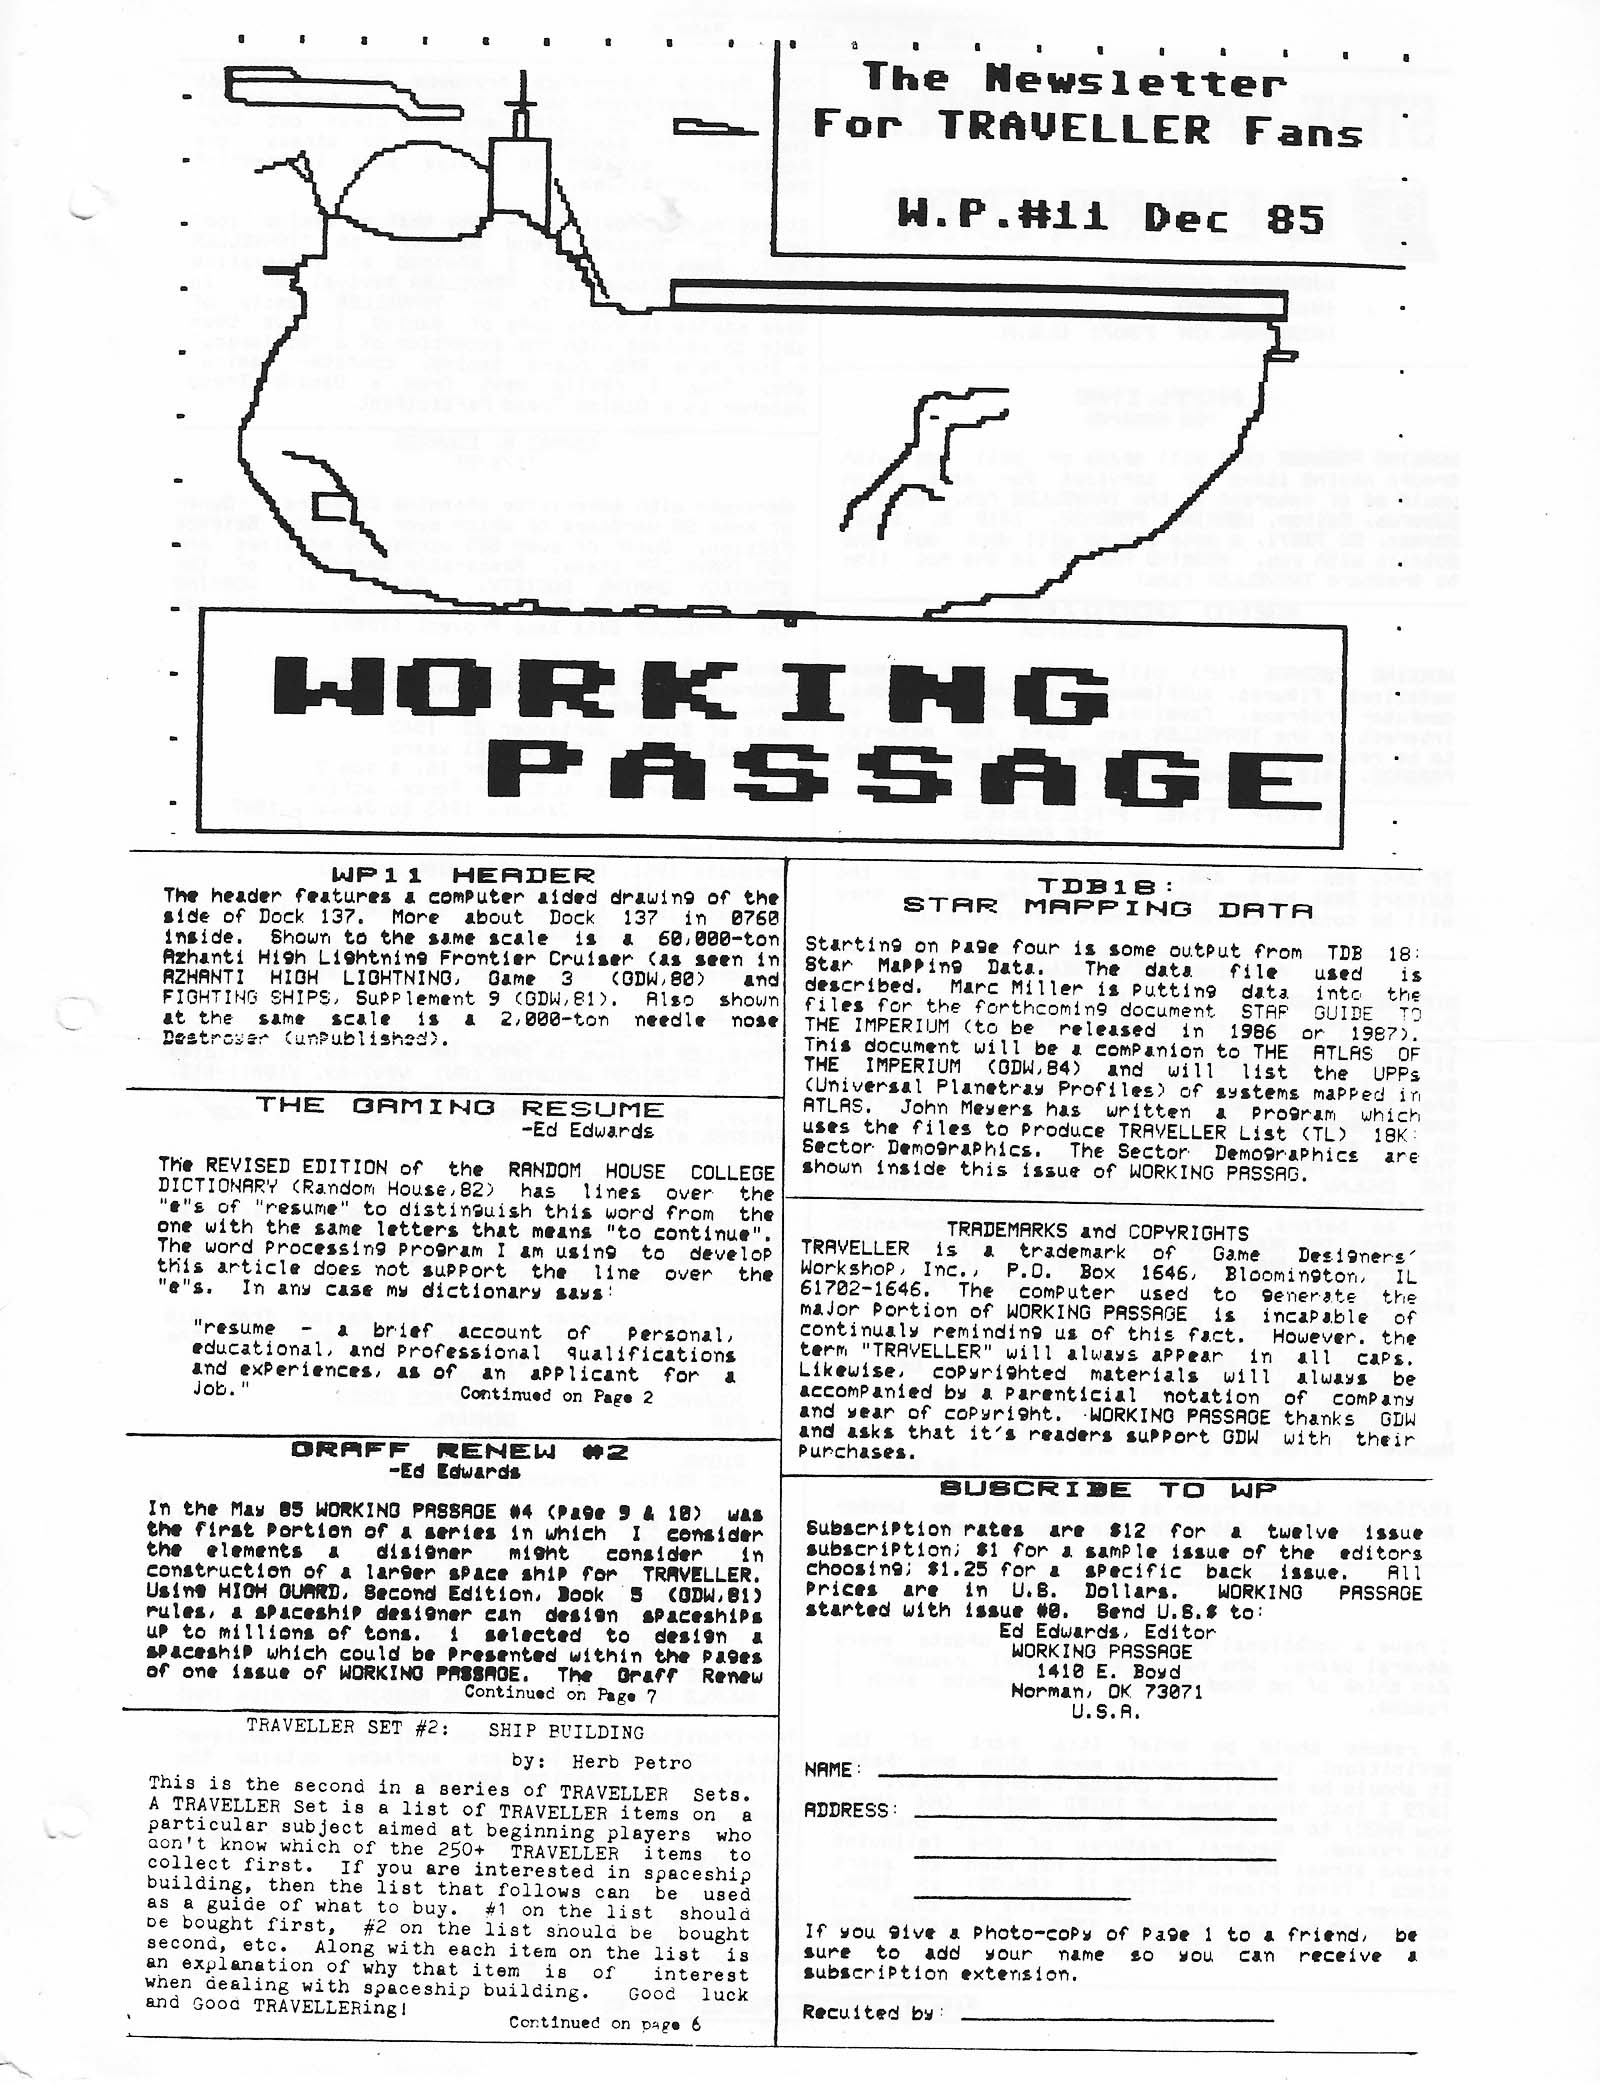 The Newsletter
For TRAVELLER Fans
W.P.#11 Dec 85
WORKING
PASSAGE
WP11 HEADER
The header features a computer aided drawing of the
side of Dock 137. More about Dock 137 in 0760
inside. Shown to the same scale is a 60,000-ton
Azhanti High Lightning Frontier Cruiser (as seen in
AZHANTI HIGH LIGHTNING, Game 3 (GDW,80) and
FIGHTING SHIPS, Supplement 9 (GDW,81). Also shown
at the same scale is a 2,000-ton needle nose
Destroyer (unpublished).
THE GAMING RESUME
-Ed Edwards
The REVISED EDITION of the RANDOM HOUSE COLLEGE
DICTIONARY (Random House,82) has lines over the
"e"s of "resume" to distinguish this word from the
one with the same letters that means "to continue".
The word processing program I am using to develop
this article does not support the line over the
"e"s. In any case my dictionary says:
"resume - a brief account of personal,
educational, and professional qualifications
and experiences, as of an applicant for a
job."
Continued on Page 2
GRAFF RENEW #2
-Ed Edwards
In the May 85 WORKING PASSAGE #4 (Page 9 & 10) was
the first portion of a series in which I consider
the elements a disigner might consider in
construction of a larger space ship for TRAVELLER.
Using HIGH GUARD, Second Edition, Book 5 (GDW,81)
rules, a spaceship designer can design spaceships
up to millions of tons. i selected to design a
spaceship which could be presented within the pages
of one issue of WORKING PASSAGE. The Graff Renew
Continued on Page 7
TRAVELLER SET #2: SHIP BUILDING
by: Herb Petro
This is the second in a series of TRAVELLER Sets.
A TRAVELLER Set is a list of TRAVELLER items on a
particular subject aimed at beginning players who
don't know which of the 250+ TRAVELLER items to
collect first. If you are interested in spaceship
building, then the list that follows can be used
as a guide of what to buy. #1 on the list should
be bought first, #2 on the list should be bought
second, etc. Along with each item on the list is
an explanation of why that item is of interest
when dealing with spaceship building. Good luck
and Good TRAVELLERing!
Continued on page 6
TDB18:
STAR MAPPING DATA
Starting on page four is some output from TDB 18:
Star Mapping Data. The data file used is
described. Marc Miller is putting data into the
files for the forthcoming document STAR GUIDE TO
THE IMPERIUM (to be released in 1986 or 1987).
This document will be a companion to THE ATLAS OF
THE IMPERIUM (GDW,84) and will list the UPPs
(Universal Planetray Profiles) of systems mapped in
ATLAS. John Meyers has written a program which
uses the files to produce TRAVELLER List (TL) 18K:
Sector Demographics. The Sector Demographics are
shown inside this issue of WORKING PASSAG.
TRADEMARKS and COPYRIGHTS
TRAVELLER is a trademark of Game Designers'
Workshop, Inc., P.O. Box 1646, Bloomington, IL
61702-1646. The computer used to generate the
major portion of WORKING PASSAGE is incapable of
continualy reminding us of this fact. However, the
term "TRAVELLER" will always appear in all caps.
Likewise, copyrighted materials will always be
accompanied by a parenticial notation of company
and year of copyright. WORKING PASSAGE thanks GDW
and asks that it's readers support GDW with their
purchases.
SUSCRIBE TO WP
Subscription rates are $12 for a twelve issue
subscription; $1 for a sample issue of the editors
choosing; $1.25 for a specific back issue. All
prices are in U.S. Dollars. WORKING PASSAGE
started with issue #0. Send U.S.$ to:
Ed Edwards, Editor
WORKING PASSAGE
1410 E. Boyd
Norman, OK 73071
U.S.A.
NAME:
ADDRESS:
If you give a photo-copy of page 1 to a friend, be
sure to add your name so you can receive a
subscription extension.
Recuited by: